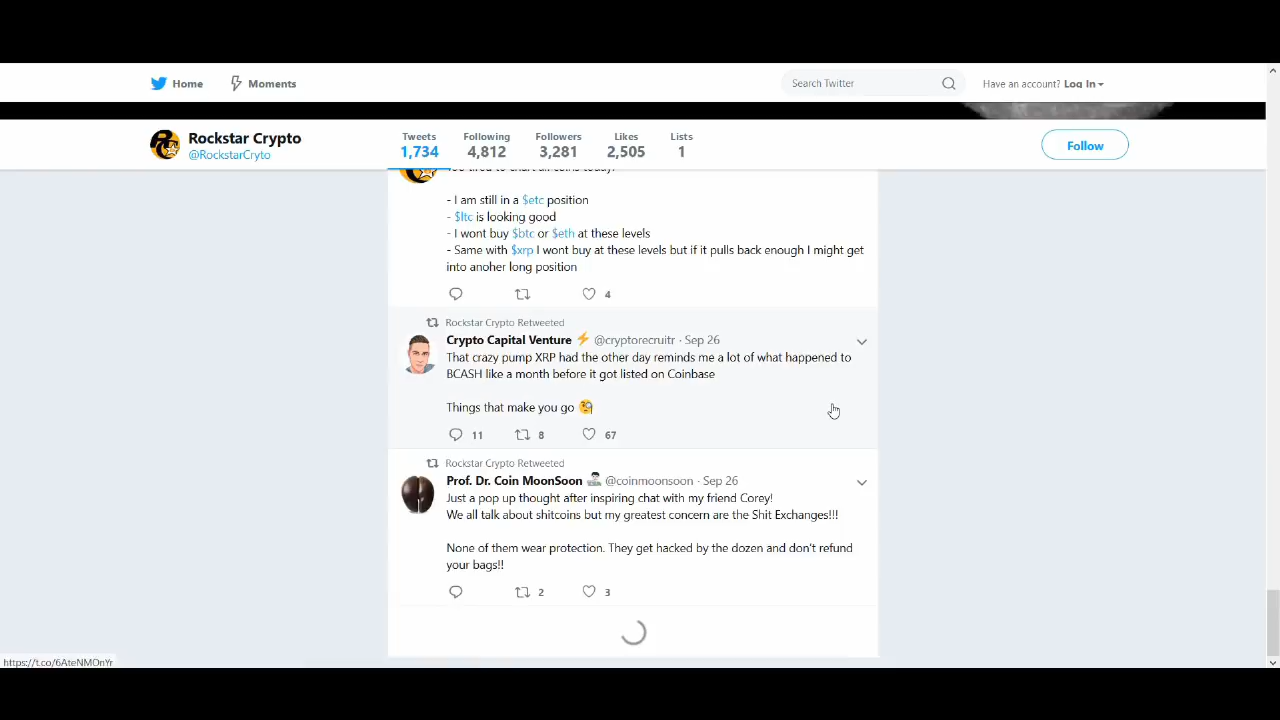 Home
Moments
Search Twitter
Have an account? Log In
Rockstar Crypto
@RockstarCryto
Tweets
1,734
Following
4,812
Followers
3,281
Likes
2,505
Lists
1
Follow
- I am still in a $etc position
- $ltc is looking good
- I wont buy $btc or $eth at these levels
- Same with $xrp I wont buy at these levels but if it pulls back enough I might get
into anoher long position
4
Rockstar Crypto Retweeted
Crypto Capital Venture ⚡ @cryptorecruitr · Sep 26
That crazy pump XRP had the other day reminds me a lot of what happened to
BCASH like a month before it got listed on Coinbase
Things that make you go 🧐
11 8 67
Rockstar Crypto Retweeted
Prof. Dr. Coin MoonSoon @coinmoonsoon · Sep 26
Just a pop up thought after inspiring chat with my friend Corey!
We all talk about shitcoins but my greatest concern are the Shit Exchanges!!!
None of them wear protection. They get hacked by the dozen and don't refund
your bags!!
2 3
https://t.co/6AteNMOnYr